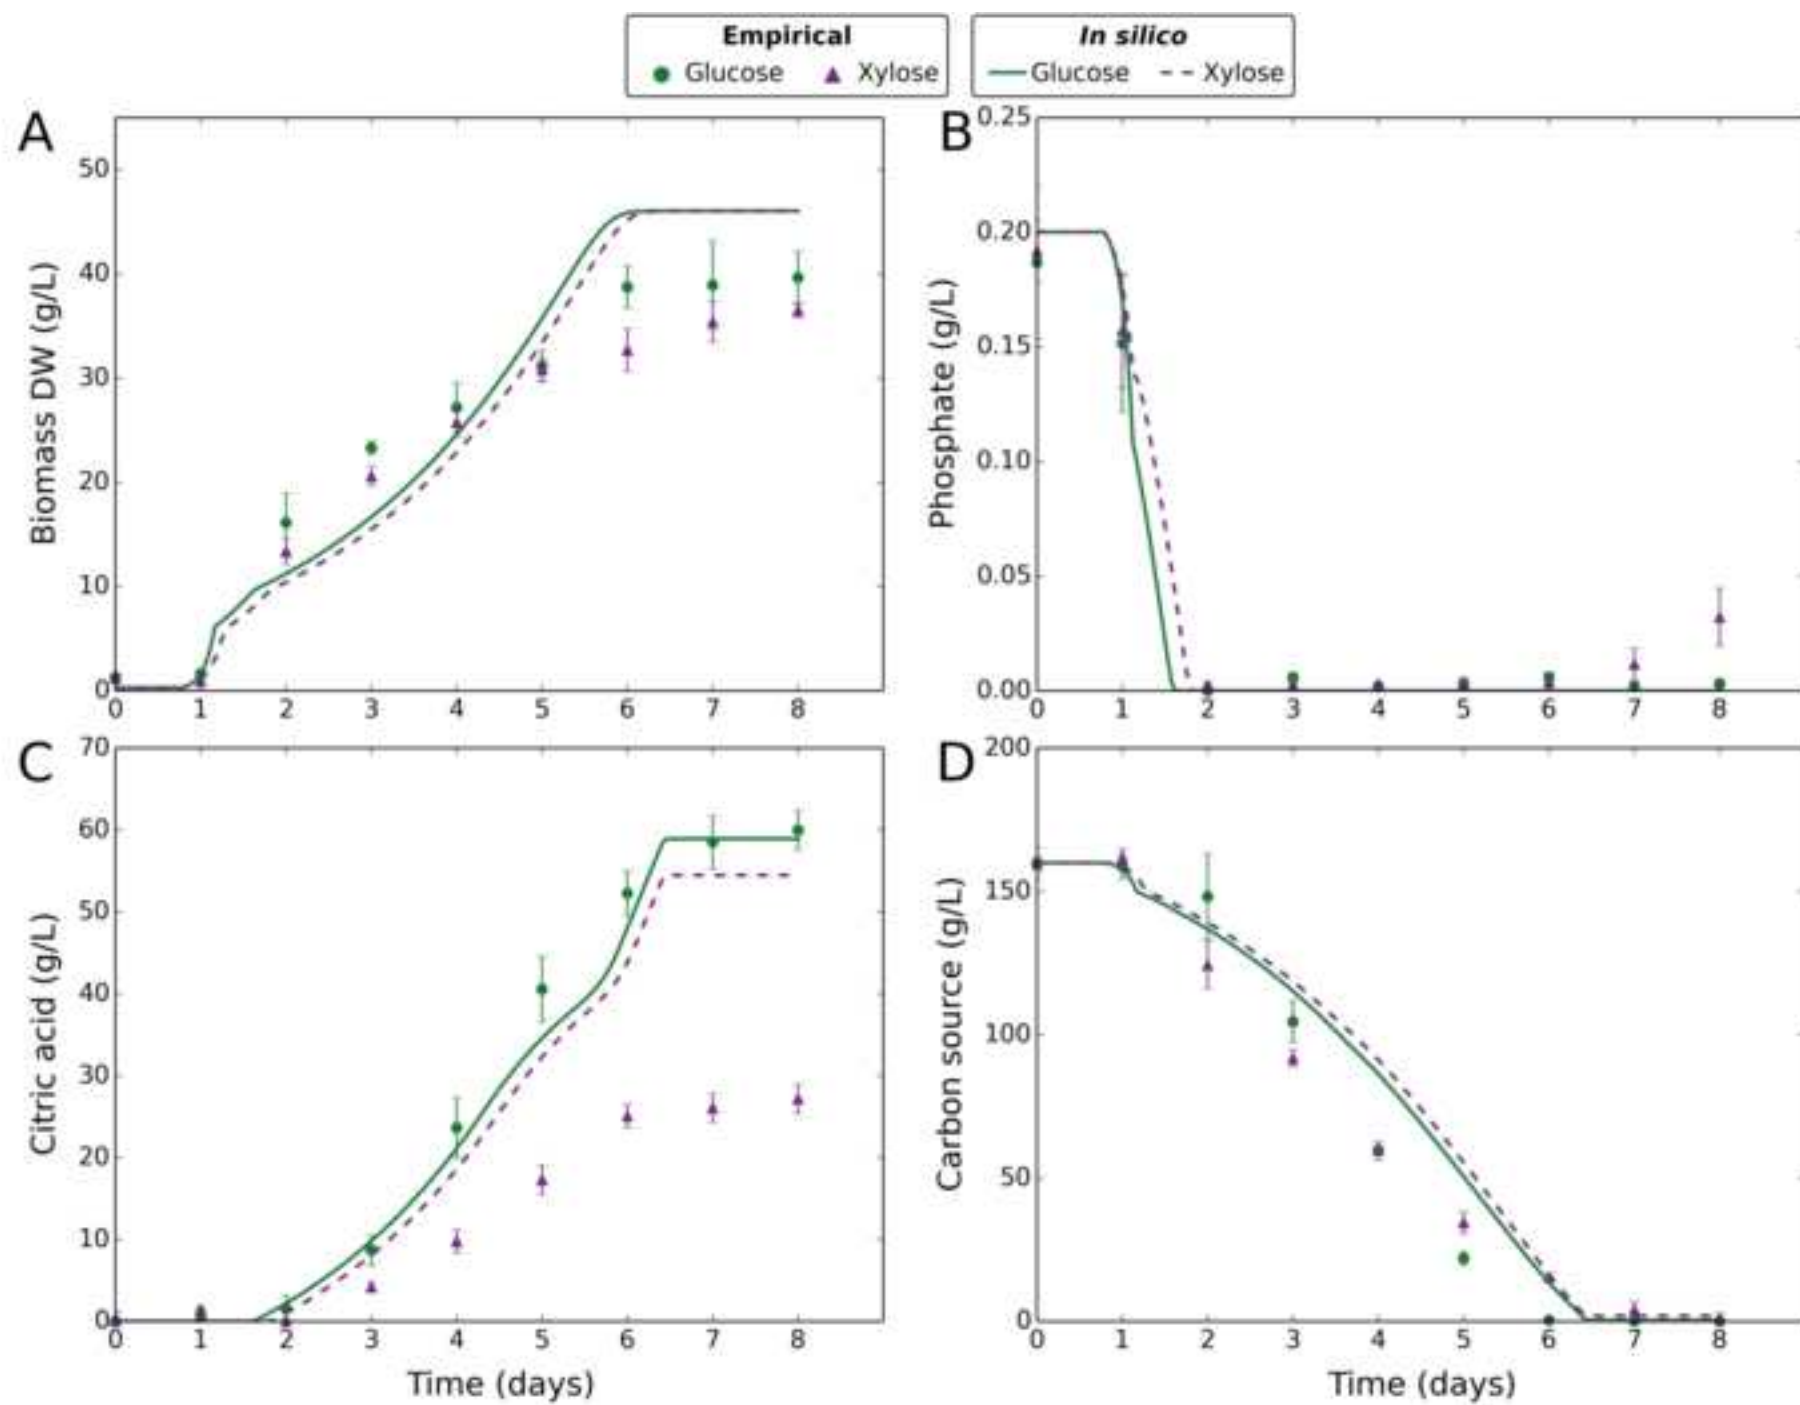 Empirical
Glucose Xylose
In silico
Glucose Xylose
A
Biomass DW (g/L)
50
40
30
20
10
0
0 1 2 3 4 5 6 7 8
B
Phosphate (g/L)
0.25
0.20
0.15
0.10
0.05
0.00
0 1 2 3 4 5 6 7 8
C
Citric acid (g/L)
70
60
50
40
30
20
10
0
0 1 2 3 4 5 6 7 8
Time (days)
D
Carbon source (g/L)
200
150
100
50
0
0 1 2 3 4 5 6 7 8
Time (days)